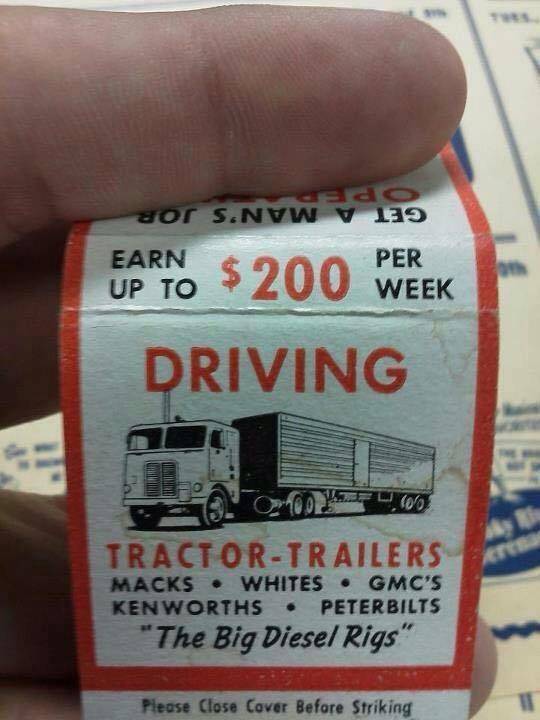 GET A MAN'S JOB
EARN UP TO $200 PER WEEK
DRIVING
TRACTOR-TRAILERS
MACKS • WHITES • GMC'S
KENWORTHS • PETERBILTS
"The Big Diesel Rigs"
Please Close Cover Before Striking